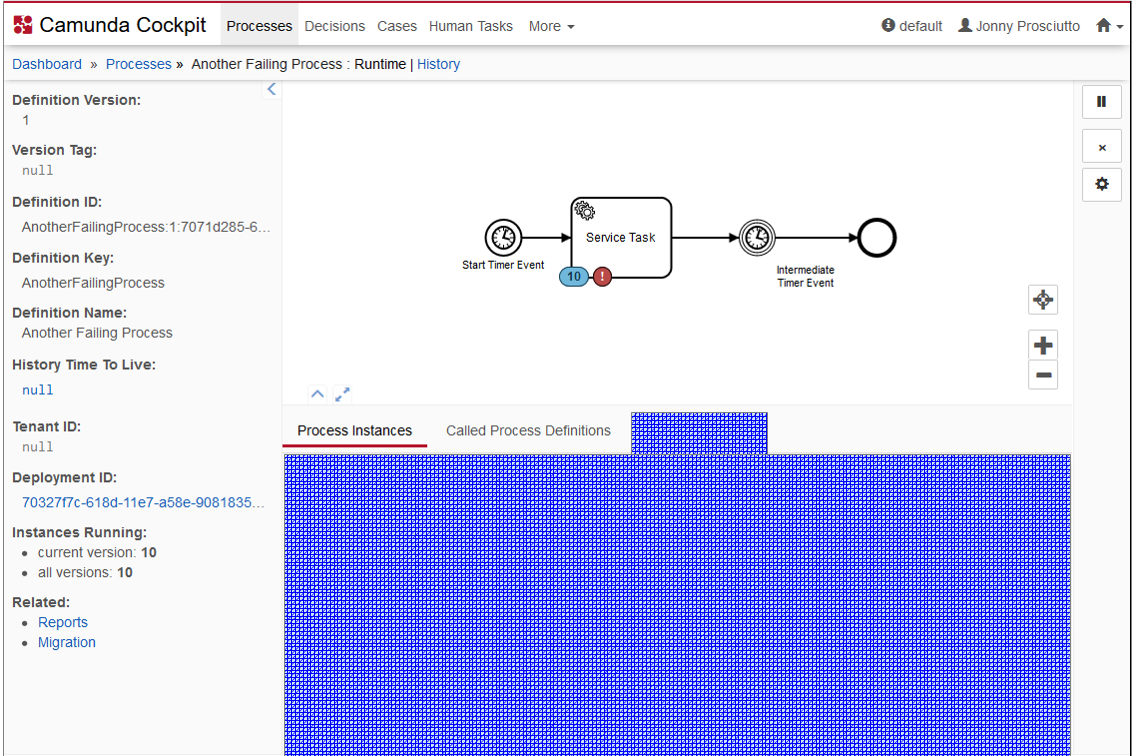 Camunda Cockpit Processes Decisions Cases Human Tasks More default Jonny Prosciutto
Dashboard » Processes » Another Failing Process : Runtime | History
Definition Version:
1
Version Tag:
null
Definition ID:
AnotherFailingProcess:1:7071d285-6...
Definition Key:
AnotherFailingProcess
Definition Name:
Another Failing Process
History Time To Live:
null
Tenant ID:
null
Deployment ID:
70327f7c-618d-11e7-a58e-9081835...
Instances Running:
current version: 10
all versions: 10
Related:
Reports
Migration
Service Task
Start Timer Event
10 !
Intermediate
Timer Event
Process Instances Called Process Definitions